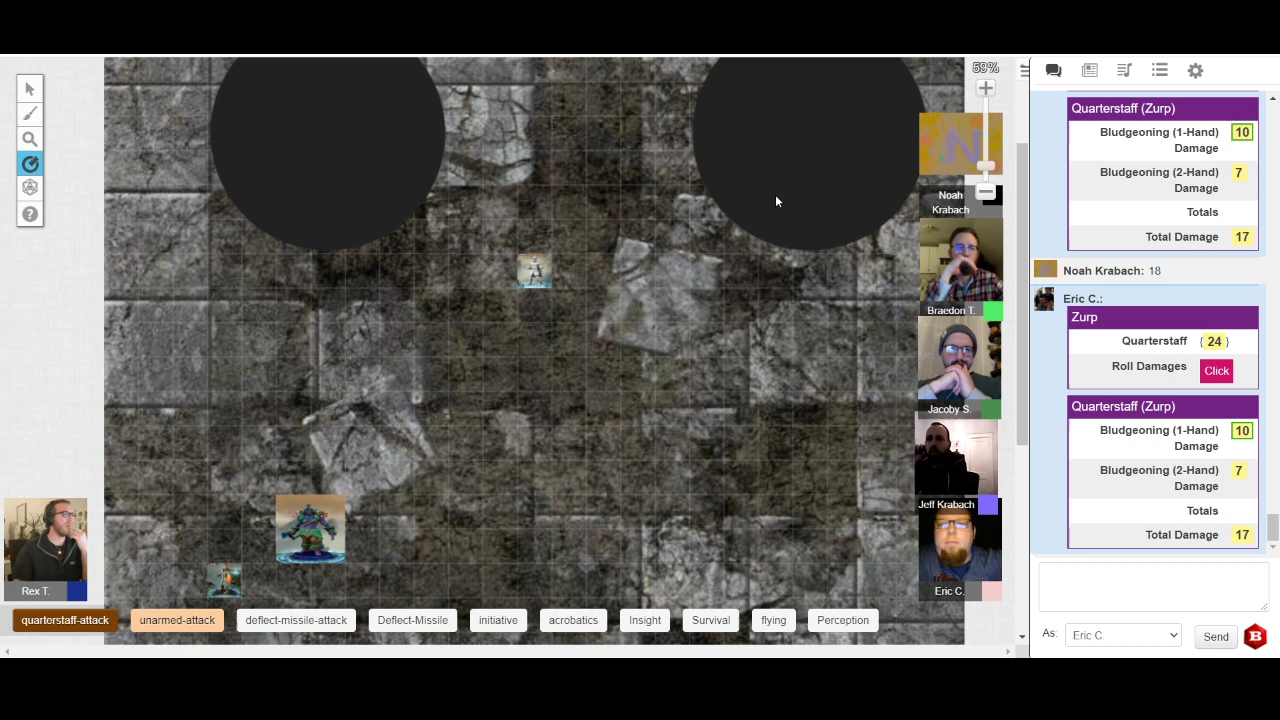 59%
N
Noah
Krabach
Braedon T.
Jacoby S.
Jeff Krabach
Eric C.
Rex T.
quarterstaff-attack
unarmed-attack
deflect-missile-attack
Deflect-Missile
initiative
acrobatics
Insight
Survival
flying
Perception
Quarterstaff (Zurp)
Bludgeoning (1-Hand) 10
Damage
Bludgeoning (2-Hand) 7
Damage
Totals
Total Damage 17
Noah Krabach: 18
Eric C.:
Zurp
Quarterstaff { 24 }
Roll Damages Click
Quarterstaff (Zurp)
Bludgeoning (1-Hand) 10
Damage
Bludgeoning (2-Hand) 7
Damage
Totals
Total Damage 17
As: Eric C. Send B